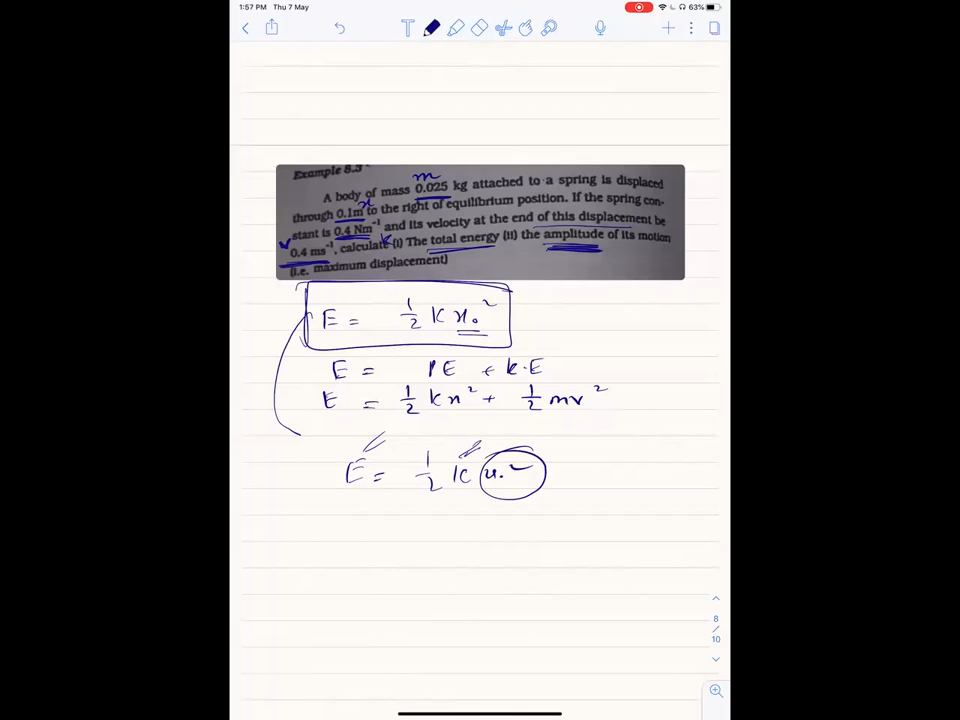 1:57 PM Thu 7 May
63%
Example 8.3
m
A body of mass 0.025 kg attached to a spring is displaced
x
through 0.1m to the right of equilibrium position. If the spring con-
stant is 0.4 Nm⁻¹ and its velocity at the end of this displacement be
v K
0.4 ms⁻¹, calculate (i) The total energy (ii) the amplitude of its motion
(i.e. maximum displacement)
E = 1/2 K x₀²
E = PE + K.E
E = 1/2 Kx² + 1/2 mv²
E = 1/2 K x₀²
8
/
10